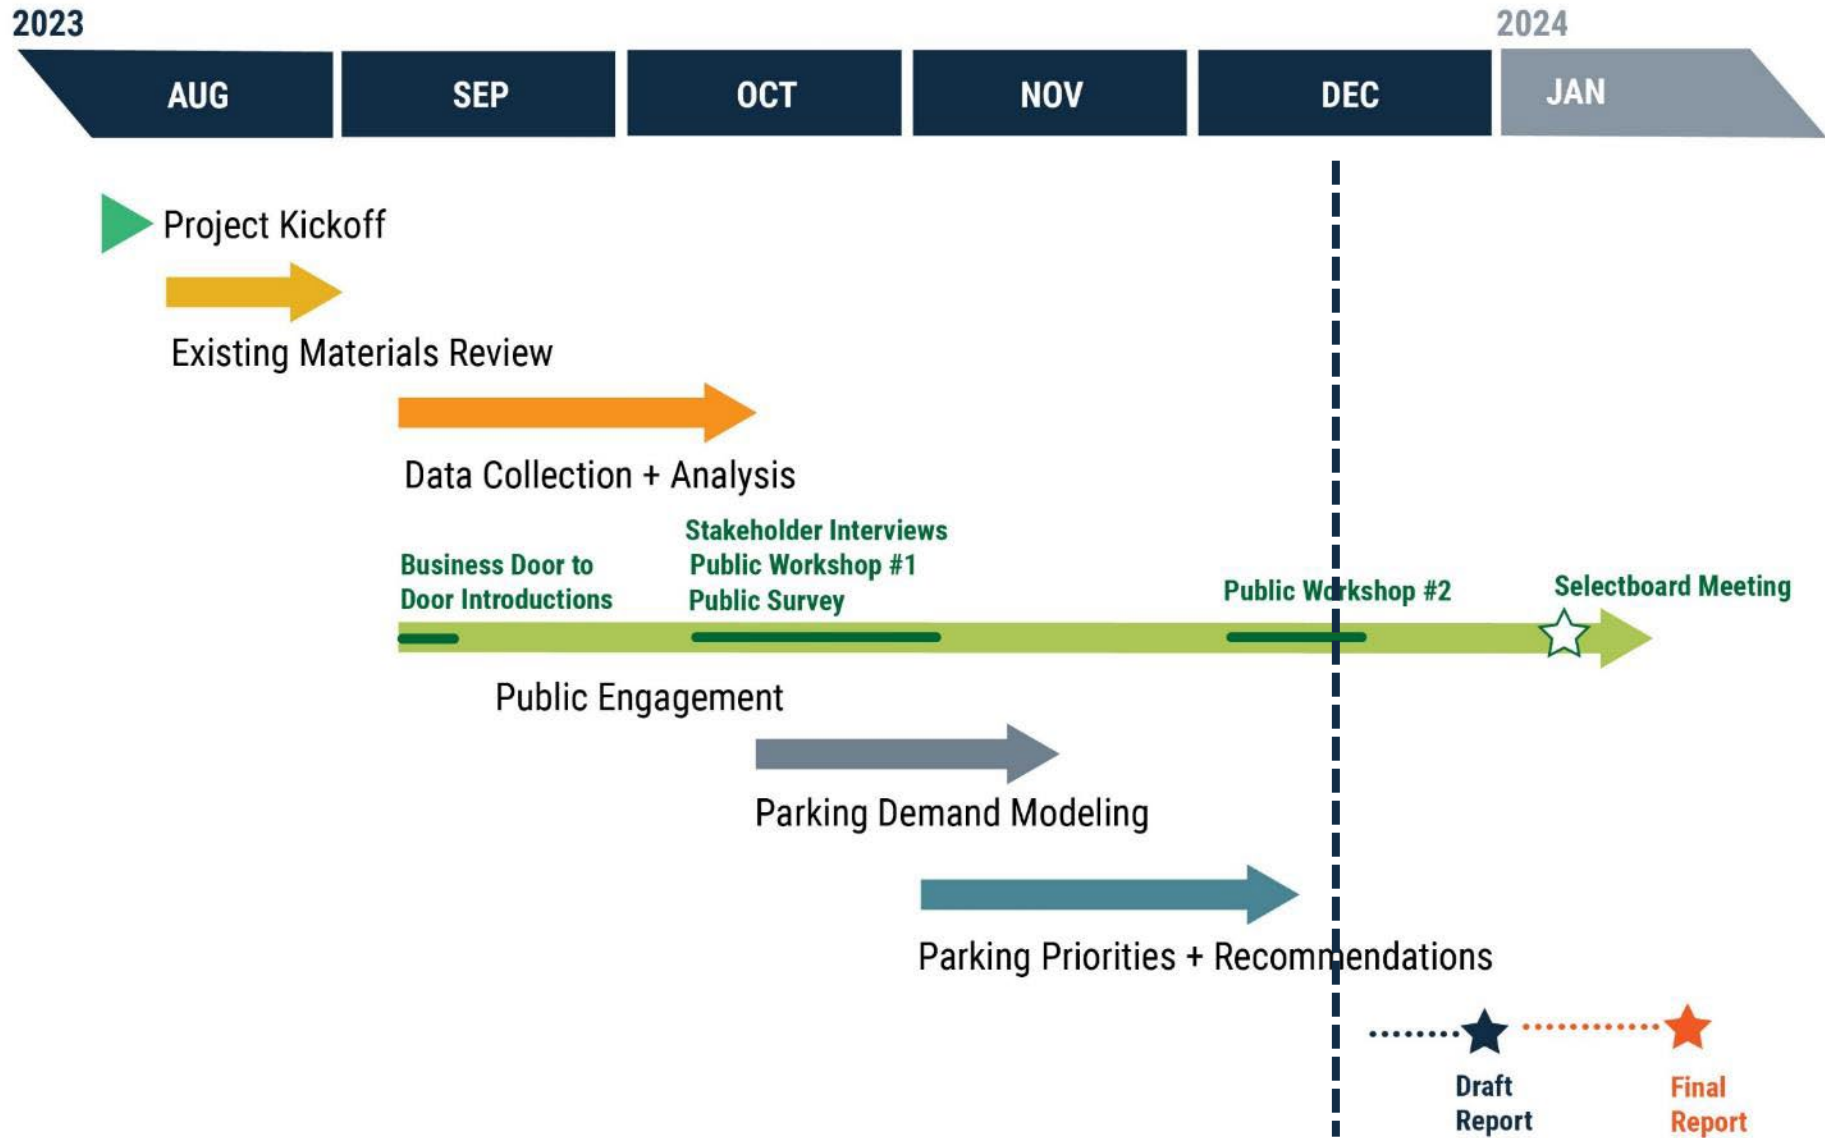 2023
2024
AUG
SEP
OCT
NOV
DEC
JAN
Project Kickoff
Existing Materials Review
Data Collection + Analysis
Business Door to
Door Introductions
Stakeholder Interviews
Public Workshop #1
Public Survey
Public Workshop #2
Selectboard Meeting
Public Engagement
Parking Demand Modeling
Parking Priorities + Recommendations
Draft
Report
Final
Report